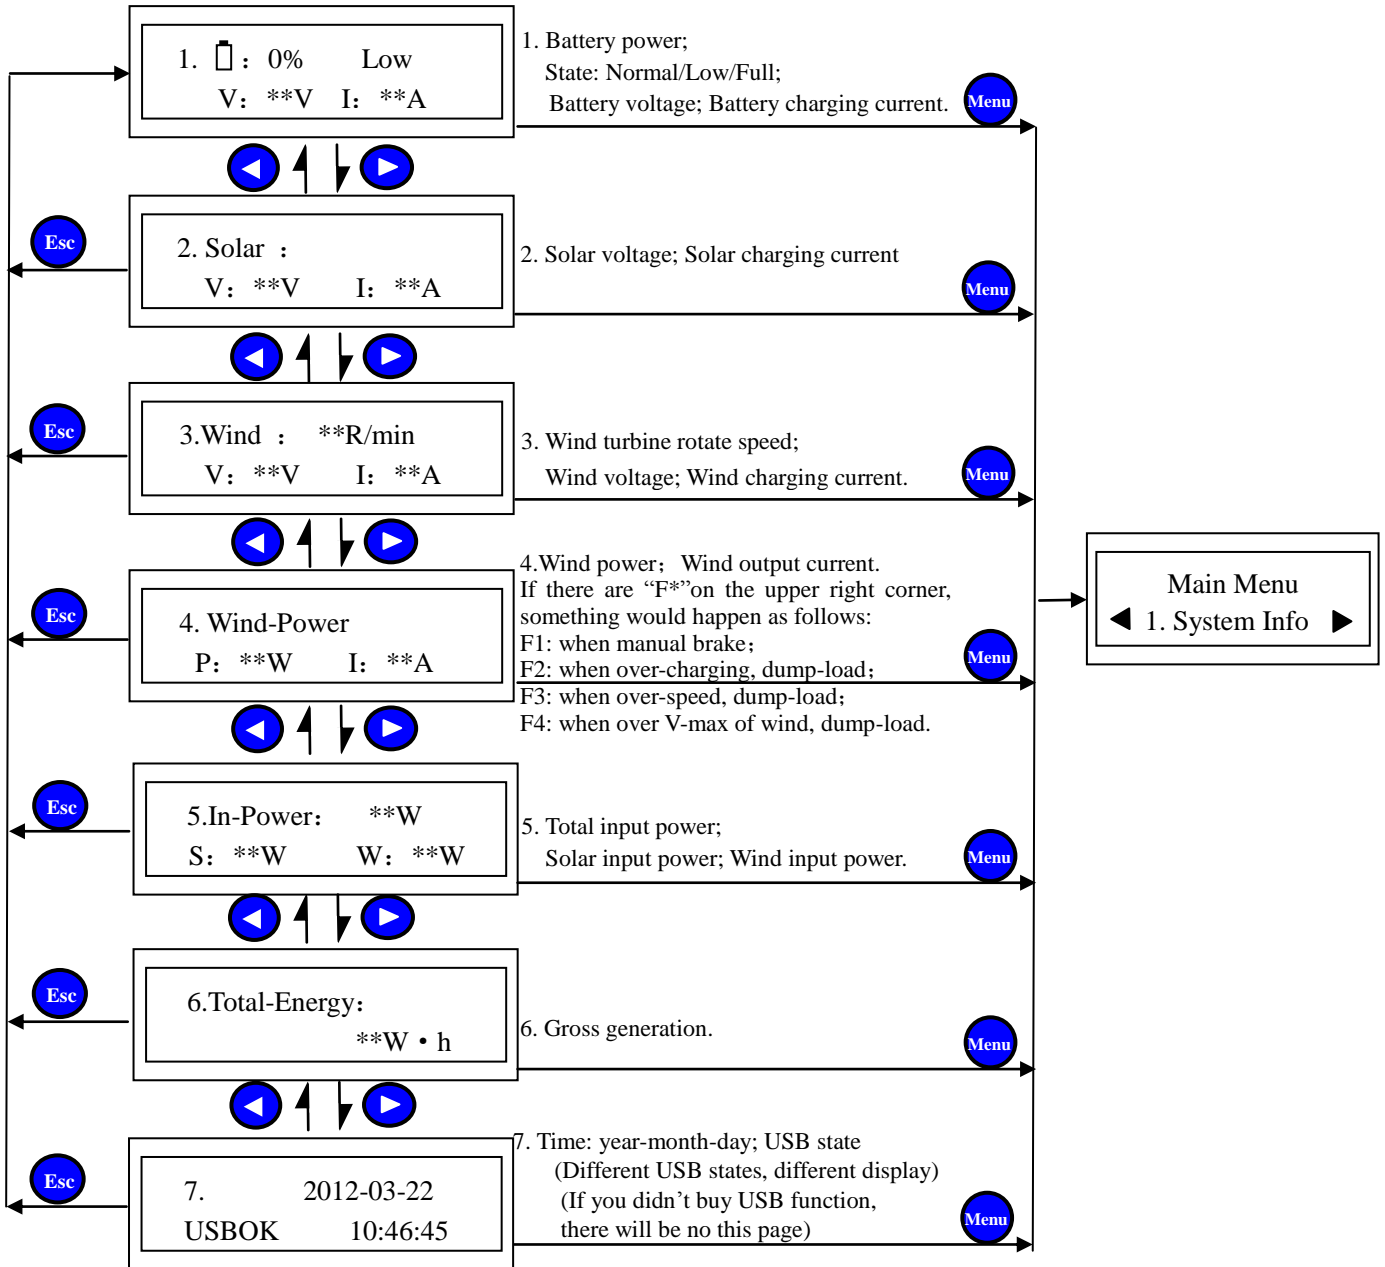 1. : 0% Low
V: **V I: **A
1. Battery power;
State: Normal/Low/Full;
Battery voltage; Battery charging current.
Menu
Esc
2. Solar :
V: **V I: **A
2. Solar voltage; Solar charging current
Menu
Esc
3.Wind : **R/min
V: **V I: **A
3. Wind turbine rotate speed;
Wind voltage; Wind charging current.
Menu
Esc
4. Wind-Power
P: **W I: **A
4.Wind power; Wind output current.
If there are “F*”on the upper right corner,
something would happen as follows:
F1: when manual brake;
F2: when over-charging, dump-load;
F3: when over-speed, dump-load;
F4: when over V-max of wind, dump-load.
Menu
Main Menu
1. System Info
Esc
5.In-Power: **W
S: **W W: **W
5. Total input power;
Solar input power; Wind input power.
Menu
Esc
6.Total-Energy:
**W·h
6. Gross generation.
Menu
Esc
7. 2012-03-22
USBOK 10:46:45
7. Time: year-month-day; USB state
(Different USB states, different display)
(If you didn’t buy USB function,
there will be no this page)
Menu